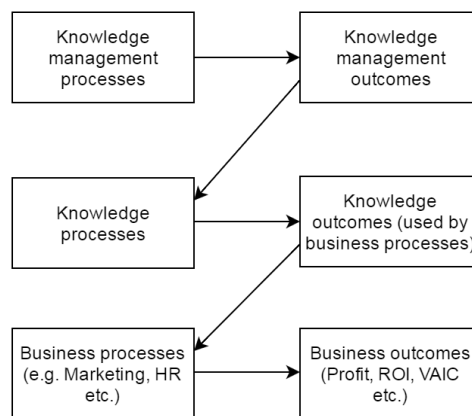 Knowledge
management
processes
Knowledge
management
outcomes
Knowledge
processes
Knowledge
outcomes (used by
business processes)
Business processes
(e.g. Marketing, HR
etc.)
Business outcomes
(Profit, ROI, VAIC
etc.)